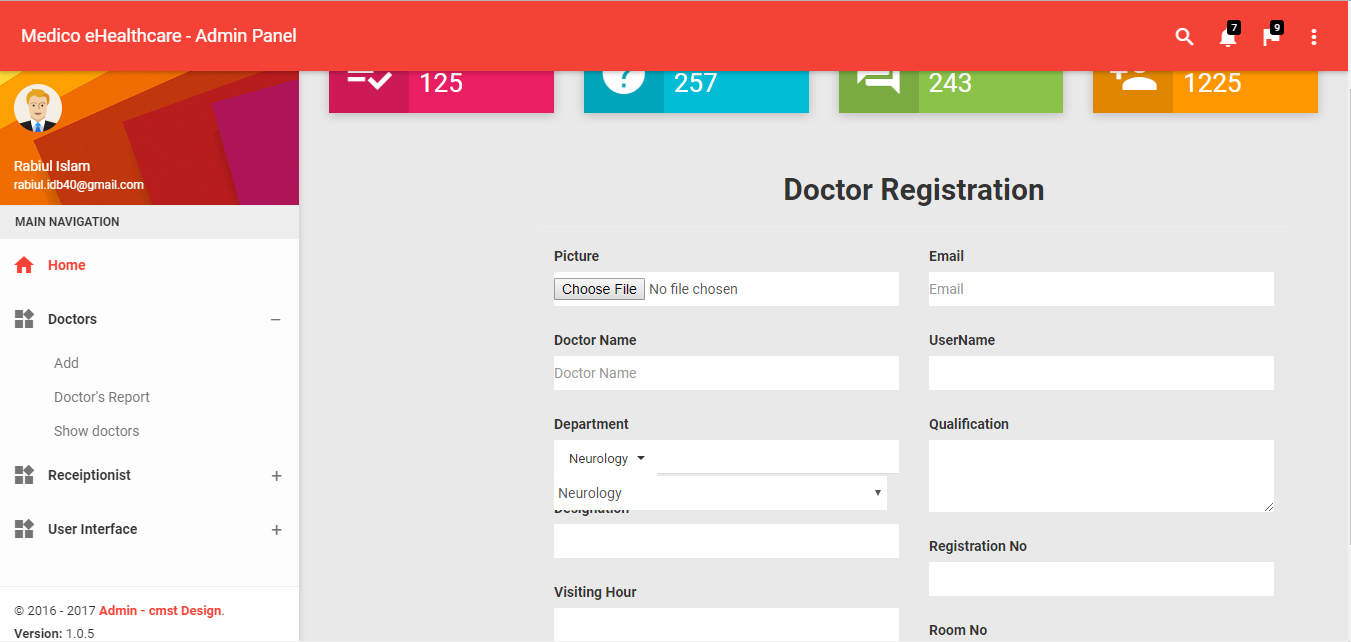 Medico eHealthcare - Admin Panel
7
9
125
257
243
1225
Rabiul Islam
rabiul.idb40@gmail.com
MAIN NAVIGATION
Home
Doctors
Add
Doctor's Report
Show doctors
Receiptionist
User Interface
© 2016 - 2017 Admin - cmst Design.
Version: 1.0.5
Doctor Registration
Picture
Choose File No file chosen
Doctor Name
Doctor Name
Department
Neurology
Neurology
Designation
Visiting Hour
Email
Email
UserName
Qualification
Registration No
Room No